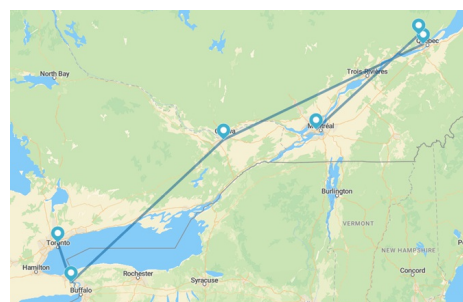 Québec
North Bay
Trois-Rivières
Montréal
Burlington
VERMONT
Toronto
NEW HAMPSHIRE
Hamilton
Rochester
Syracuse
Concord
Buffalo